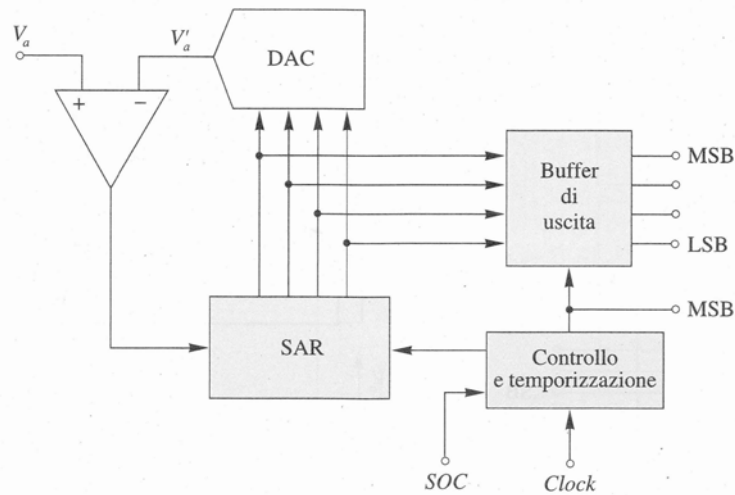 V_a
V'_a
DAC
+
−
Buffer
di
uscita
MSB
LSB
MSB
SAR
Controllo
e temporizzazione
SOC
Clock